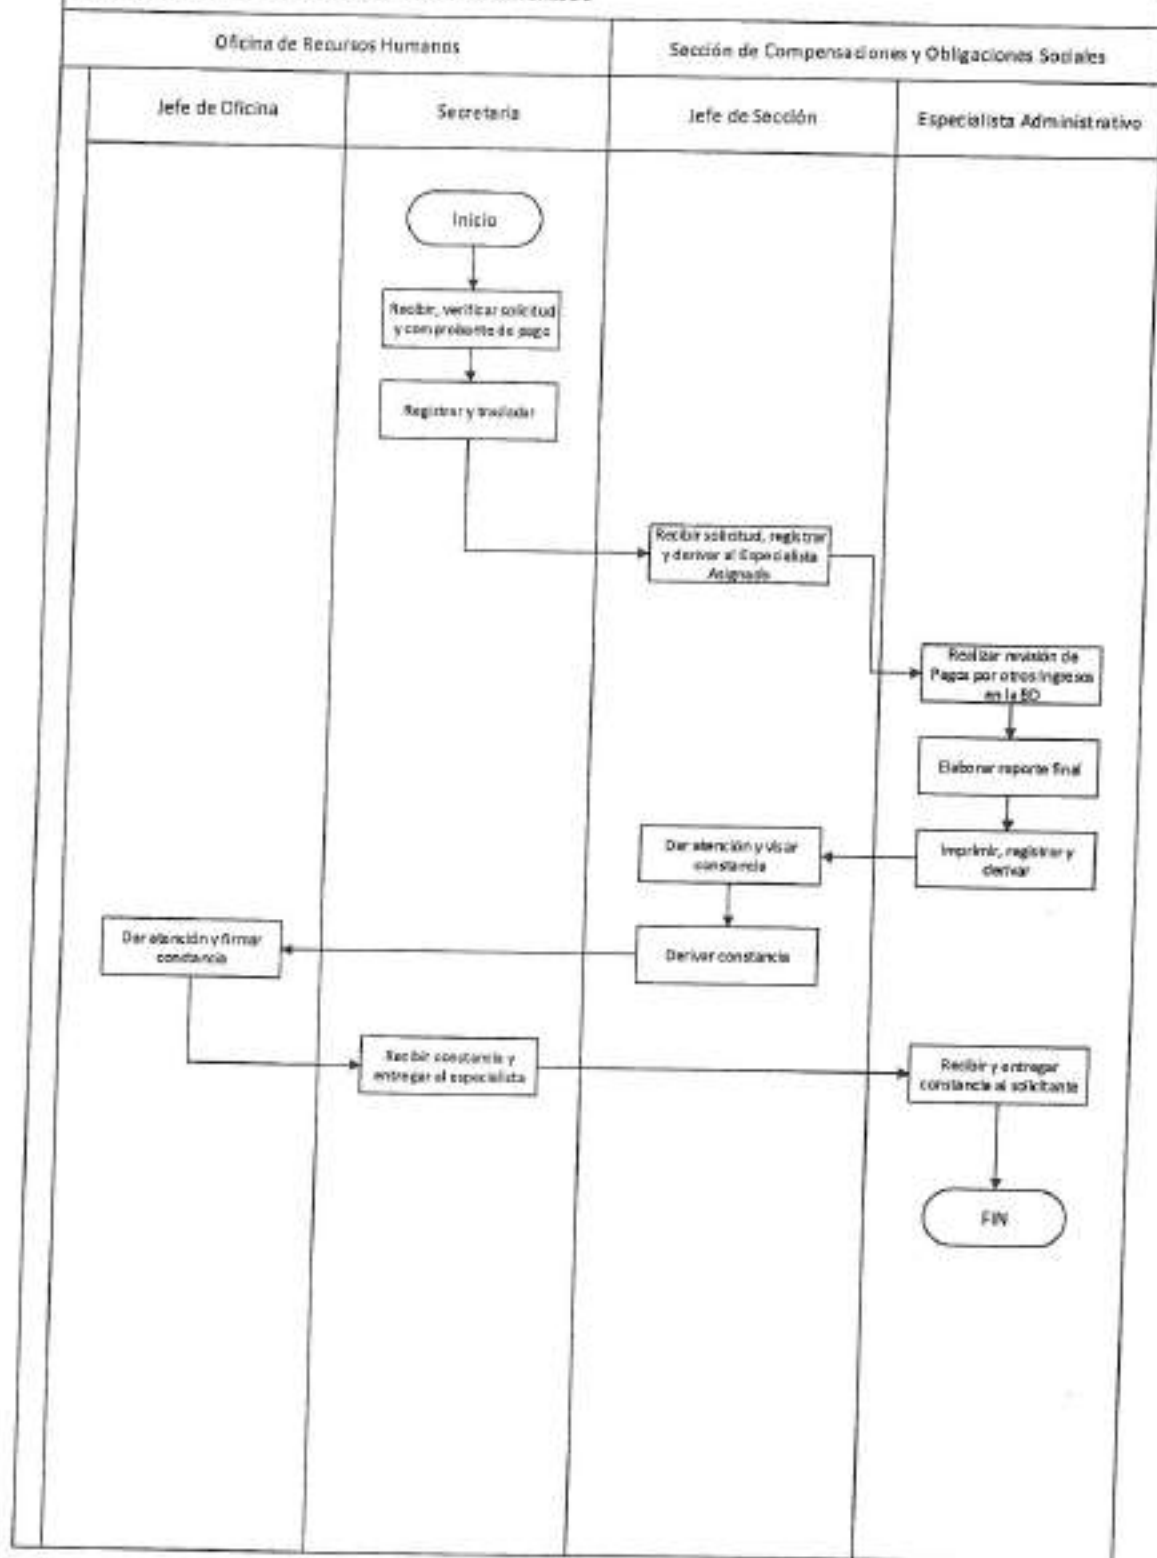 Oficina de Recursos Humanos
Sección de Compensaciones y Obligaciones Sociales
Jefe de Oficina
Secretaria
Jefe de Sección
Especialista Administrativo
Inicio
Recibir, verificar solicitud
y comprobante de pago
Registrar y trasladar
Recibir solicitud, registrar
y derivar al Especialista
Asignado
Realizar revisión de
Pagos por otros Ingresos
en la BD
Elaborar reporte final
Imprimir, registrar y
derivar
Dar atención y visar
constancia
Derivar constancia
Dar atención y firmar
constancia
Recibir constancia y
entregar al especialista
Recibir y entregar
constancia al solicitante
FIN